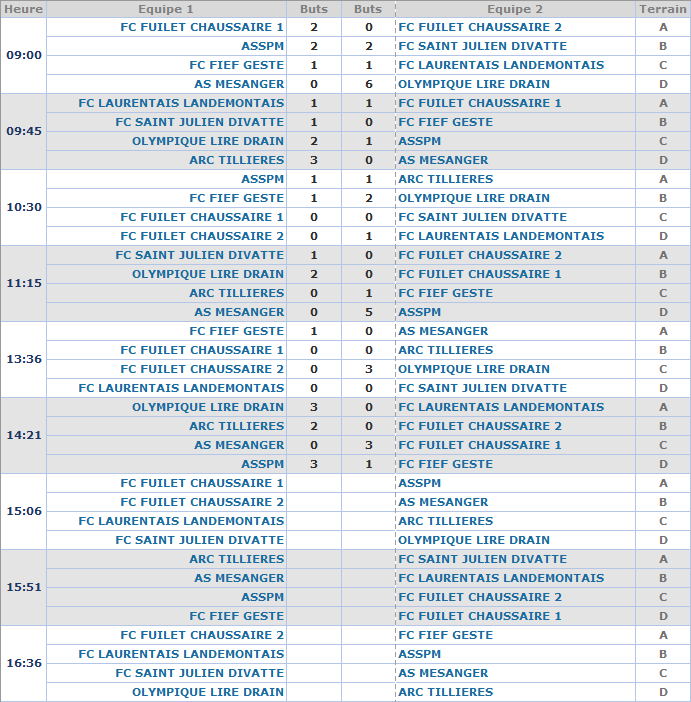 Heure Equipe 1 Buts Buts Equipe 2 Terrain
FC FUILET CHAUSSAIRE 1 2 0 FC FUILET CHAUSSAIRE 2 A
09:00 ASSPM 2 2 FC SAINT JULIEN DIVATTE B
FC FIEF GESTE 1 1 FC LAURENTAIS LANDEMONTAIS C
AS MESANGER 0 6 OLYMPIQUE LIRE DRAIN D
FC LAURENTAIS LANDEMONTAIS 1 1 FC FUILET CHAUSSAIRE 1 A
09:45 FC SAINT JULIEN DIVATTE 1 0 FC FIEF GESTE B
OLYMPIQUE LIRE DRAIN 2 1 ASSPM C
ARC TILLIERES 3 0 AS MESANGER D
ASSPM 1 1 ARC TILLIERES A
10:30 FC FIEF GESTE 1 2 OLYMPIQUE LIRE DRAIN B
FC FUILET CHAUSSAIRE 1 0 0 FC SAINT JULIEN DIVATTE C
FC FUILET CHAUSSAIRE 2 0 1 FC LAURENTAIS LANDEMONTAIS D
FC SAINT JULIEN DIVATTE 1 0 FC FUILET CHAUSSAIRE 2 A
11:15 OLYMPIQUE LIRE DRAIN 2 0 FC FUILET CHAUSSAIRE 1 B
ARC TILLIERES 0 1 FC FIEF GESTE C
AS MESANGER 0 5 ASSPM D
FC FIEF GESTE 1 0 AS MESANGER A
13:36 FC FUILET CHAUSSAIRE 1 0 0 ARC TILLIERES B
FC FUILET CHAUSSAIRE 2 0 3 OLYMPIQUE LIRE DRAIN C
FC LAURENTAIS LANDEMONTAIS 0 0 FC SAINT JULIEN DIVATTE D
OLYMPIQUE LIRE DRAIN 3 0 FC LAURENTAIS LANDEMONTAIS A
14:21 ARC TILLIERES 2 0 FC FUILET CHAUSSAIRE 2 B
AS MESANGER 0 3 FC FUILET CHAUSSAIRE 1 C
ASSPM 3 1 FC FIEF GESTE D
FC FUILET CHAUSSAIRE 1 ASSPM A
15:06 FC FUILET CHAUSSAIRE 2 AS MESANGER B
FC LAURENTAIS LANDEMONTAIS ARC TILLIERES C
FC SAINT JULIEN DIVATTE OLYMPIQUE LIRE DRAIN D
ARC TILLIERES FC SAINT JULIEN DIVATTE A
15:51 AS MESANGER FC LAURENTAIS LANDEMONTAIS B
ASSPM FC FUILET CHAUSSAIRE 2 C
FC FIEF GESTE FC FUILET CHAUSSAIRE 1 D
FC FUILET CHAUSSAIRE 2 FC FIEF GESTE A
16:36 FC LAURENTAIS LANDEMONTAIS ASSPM B
FC SAINT JULIEN DIVATTE AS MESANGER C
OLYMPIQUE LIRE DRAIN ARC TILLIERES D